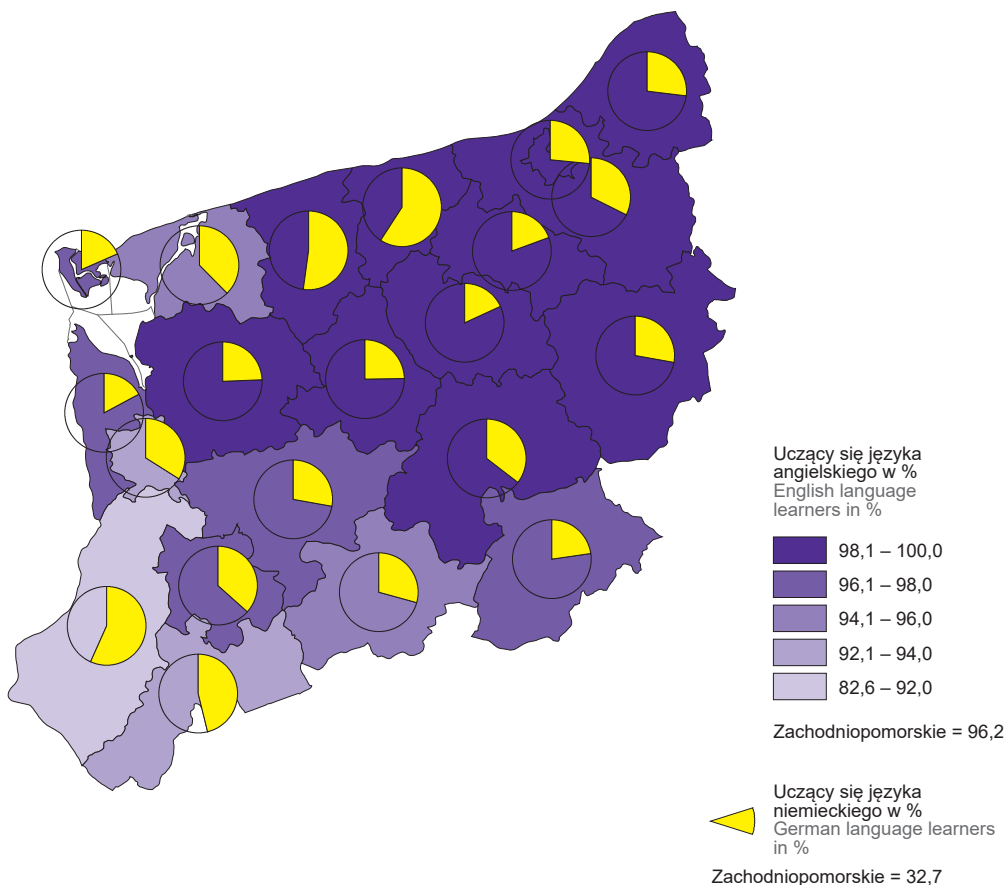 Uczący się języka
angielskiego w %
English language
learners in %
98,1 – 100,0
96,1 – 98,0
94,1 – 96,0
92,1 – 94,0
82,6 – 92,0
Zachodniopomorskie = 96,2
Uczący się języka
niemieckiego w %
German language learners
in %
Zachodniopomorskie = 32,7